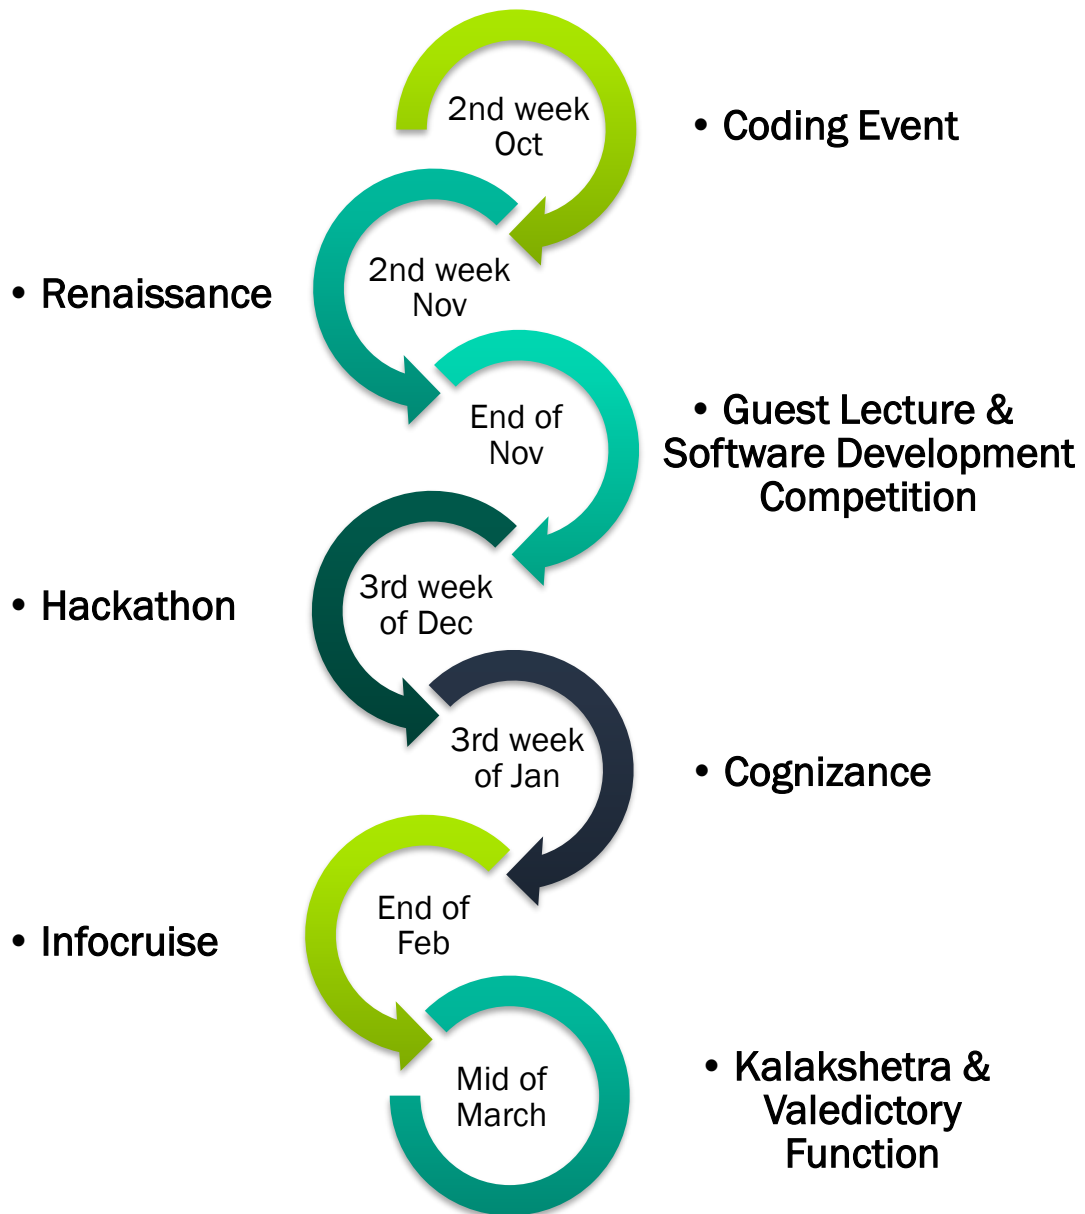 2nd week
Oct
• Coding Event
2nd week
Nov
• Renaissance
End of
Nov
• Guest Lecture &
Software Development
Competition
3rd week
of Dec
• Hackathon
3rd week
of Jan
• Cognizance
End of
Feb
• Infocruise
Mid of
March
• Kalakshetra &
Valedictory
Function